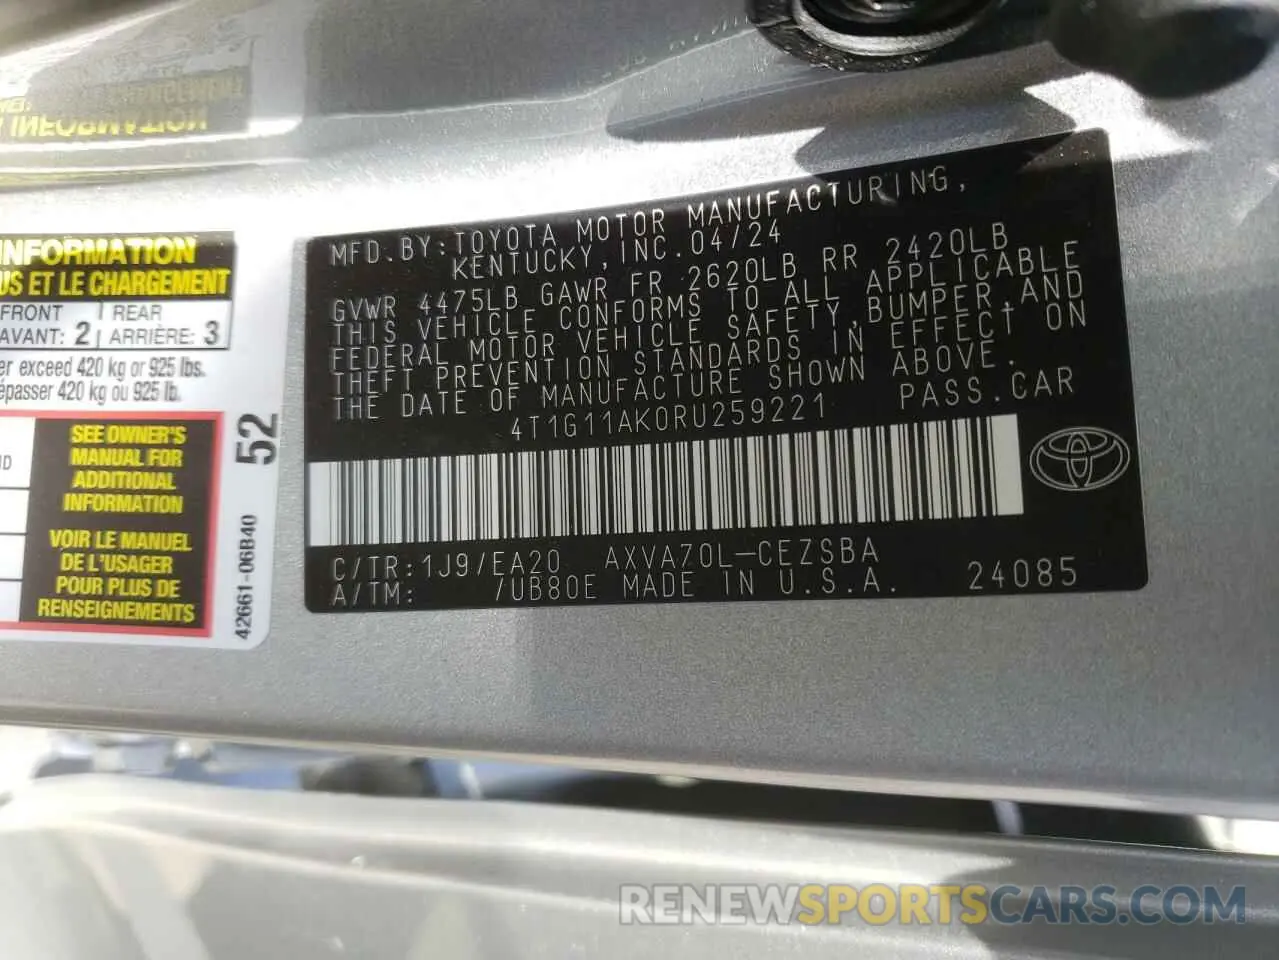 INFORMATION
INFORMATION
US ET LE CHARGEMENT
FRONT | REAR
AVANT: 2 | ARRIÈRE: 3
er exceed 420 kg or 925 lbs.
épasser 420 kg ou 925 lb.
SEE OWNER'S
MANUAL FOR
ADDITIONAL
INFORMATION
VOIR LE MANUEL
DE L'USAGER
POUR PLUS DE
RENSEIGNEMENTS
52
42661-06B40
MFD.BY:TOYOTA MOTOR MANUFACTURING,
KENTUCKY,INC.04/24
GVWR 4475LB GAWR FR 2620LB RR 2420LB
THIS VEHICLE CONFORMS TO ALL APPLICABLE
FEDERAL MOTOR VEHICLE SAFETY,BUMPER,AND
THEFT PREVENTION STANDARDS IN EFFECT ON
THE DATE OF MANUFACTURE SHOWN ABOVE.
4T1G11AK0RU259221 PASS.CAR
C/TR:1J9/EA20 AXVA70L-CEZSBA
A/TM: /UB80E MADE IN U.S.A. 24085
RENEWSPORTSCARS.COM